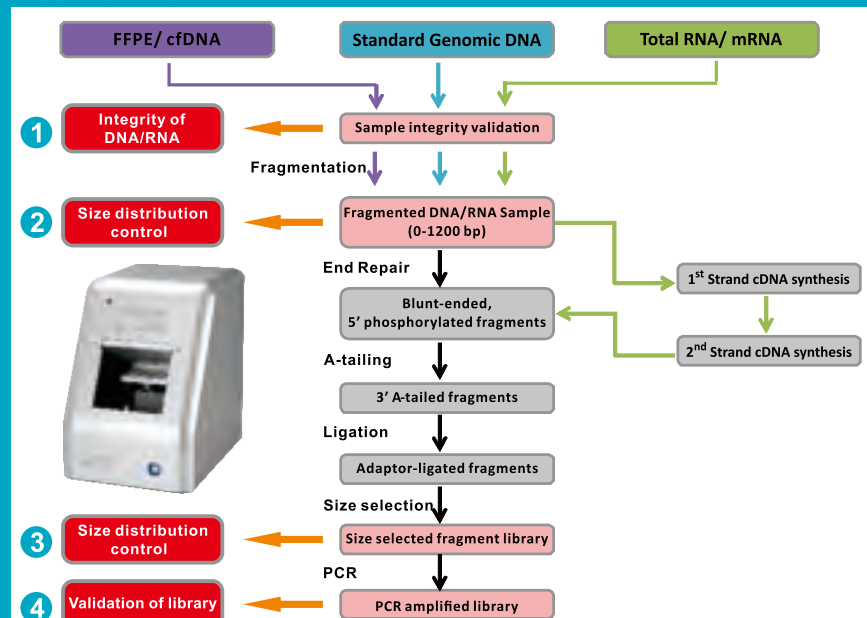 FFPE/ cfDNA
Standard Genomic DNA
Total RNA/ mRNA
1
Integrity of
DNA/RNA
Sample integrity validation
Fragmentation
2
Size distribution
control
Fragmented DNA/RNA Sample
(0-1200 bp)
End Repair
1st Strand cDNA synthesis
Blunt-ended,
5’ phosphorylated fragments
2nd Strand cDNA synthesis
A-tailing
3’ A-tailed fragments
Ligation
Adaptor-ligated fragments
Size selection
3
Size distribution
control
Size selected fragment library
PCR
4
Validation of library
PCR amplified library